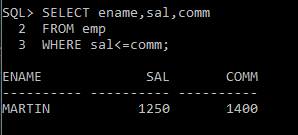 SQL> SELECT ename,sal,comm
2 FROM emp
3 WHERE sal<=comm;
ENAME SAL COMM
---------- ---------- ----------
MARTIN 1250 1400